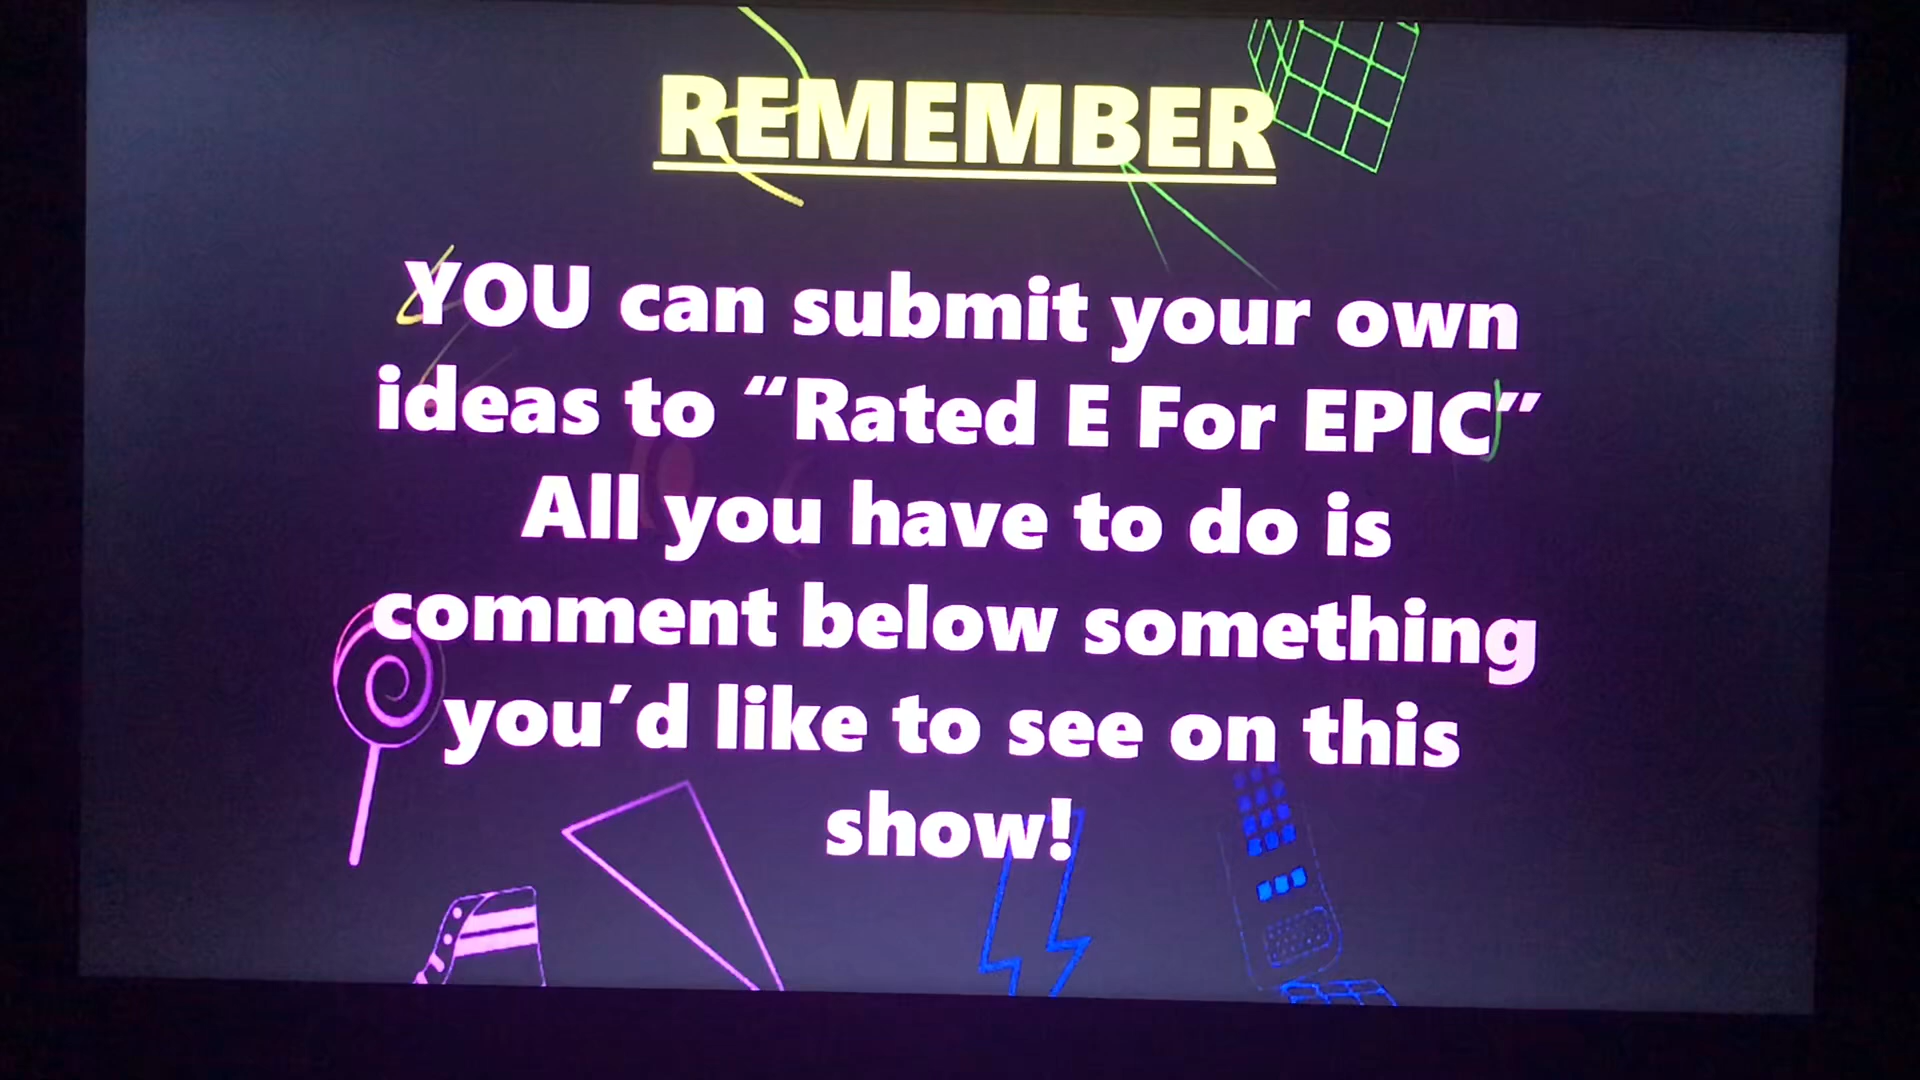 REMEMBER
YOU can submit your own
ideas to “Rated E For EPIC”
All you have to do is
comment below something
you’d like to see on this
show!